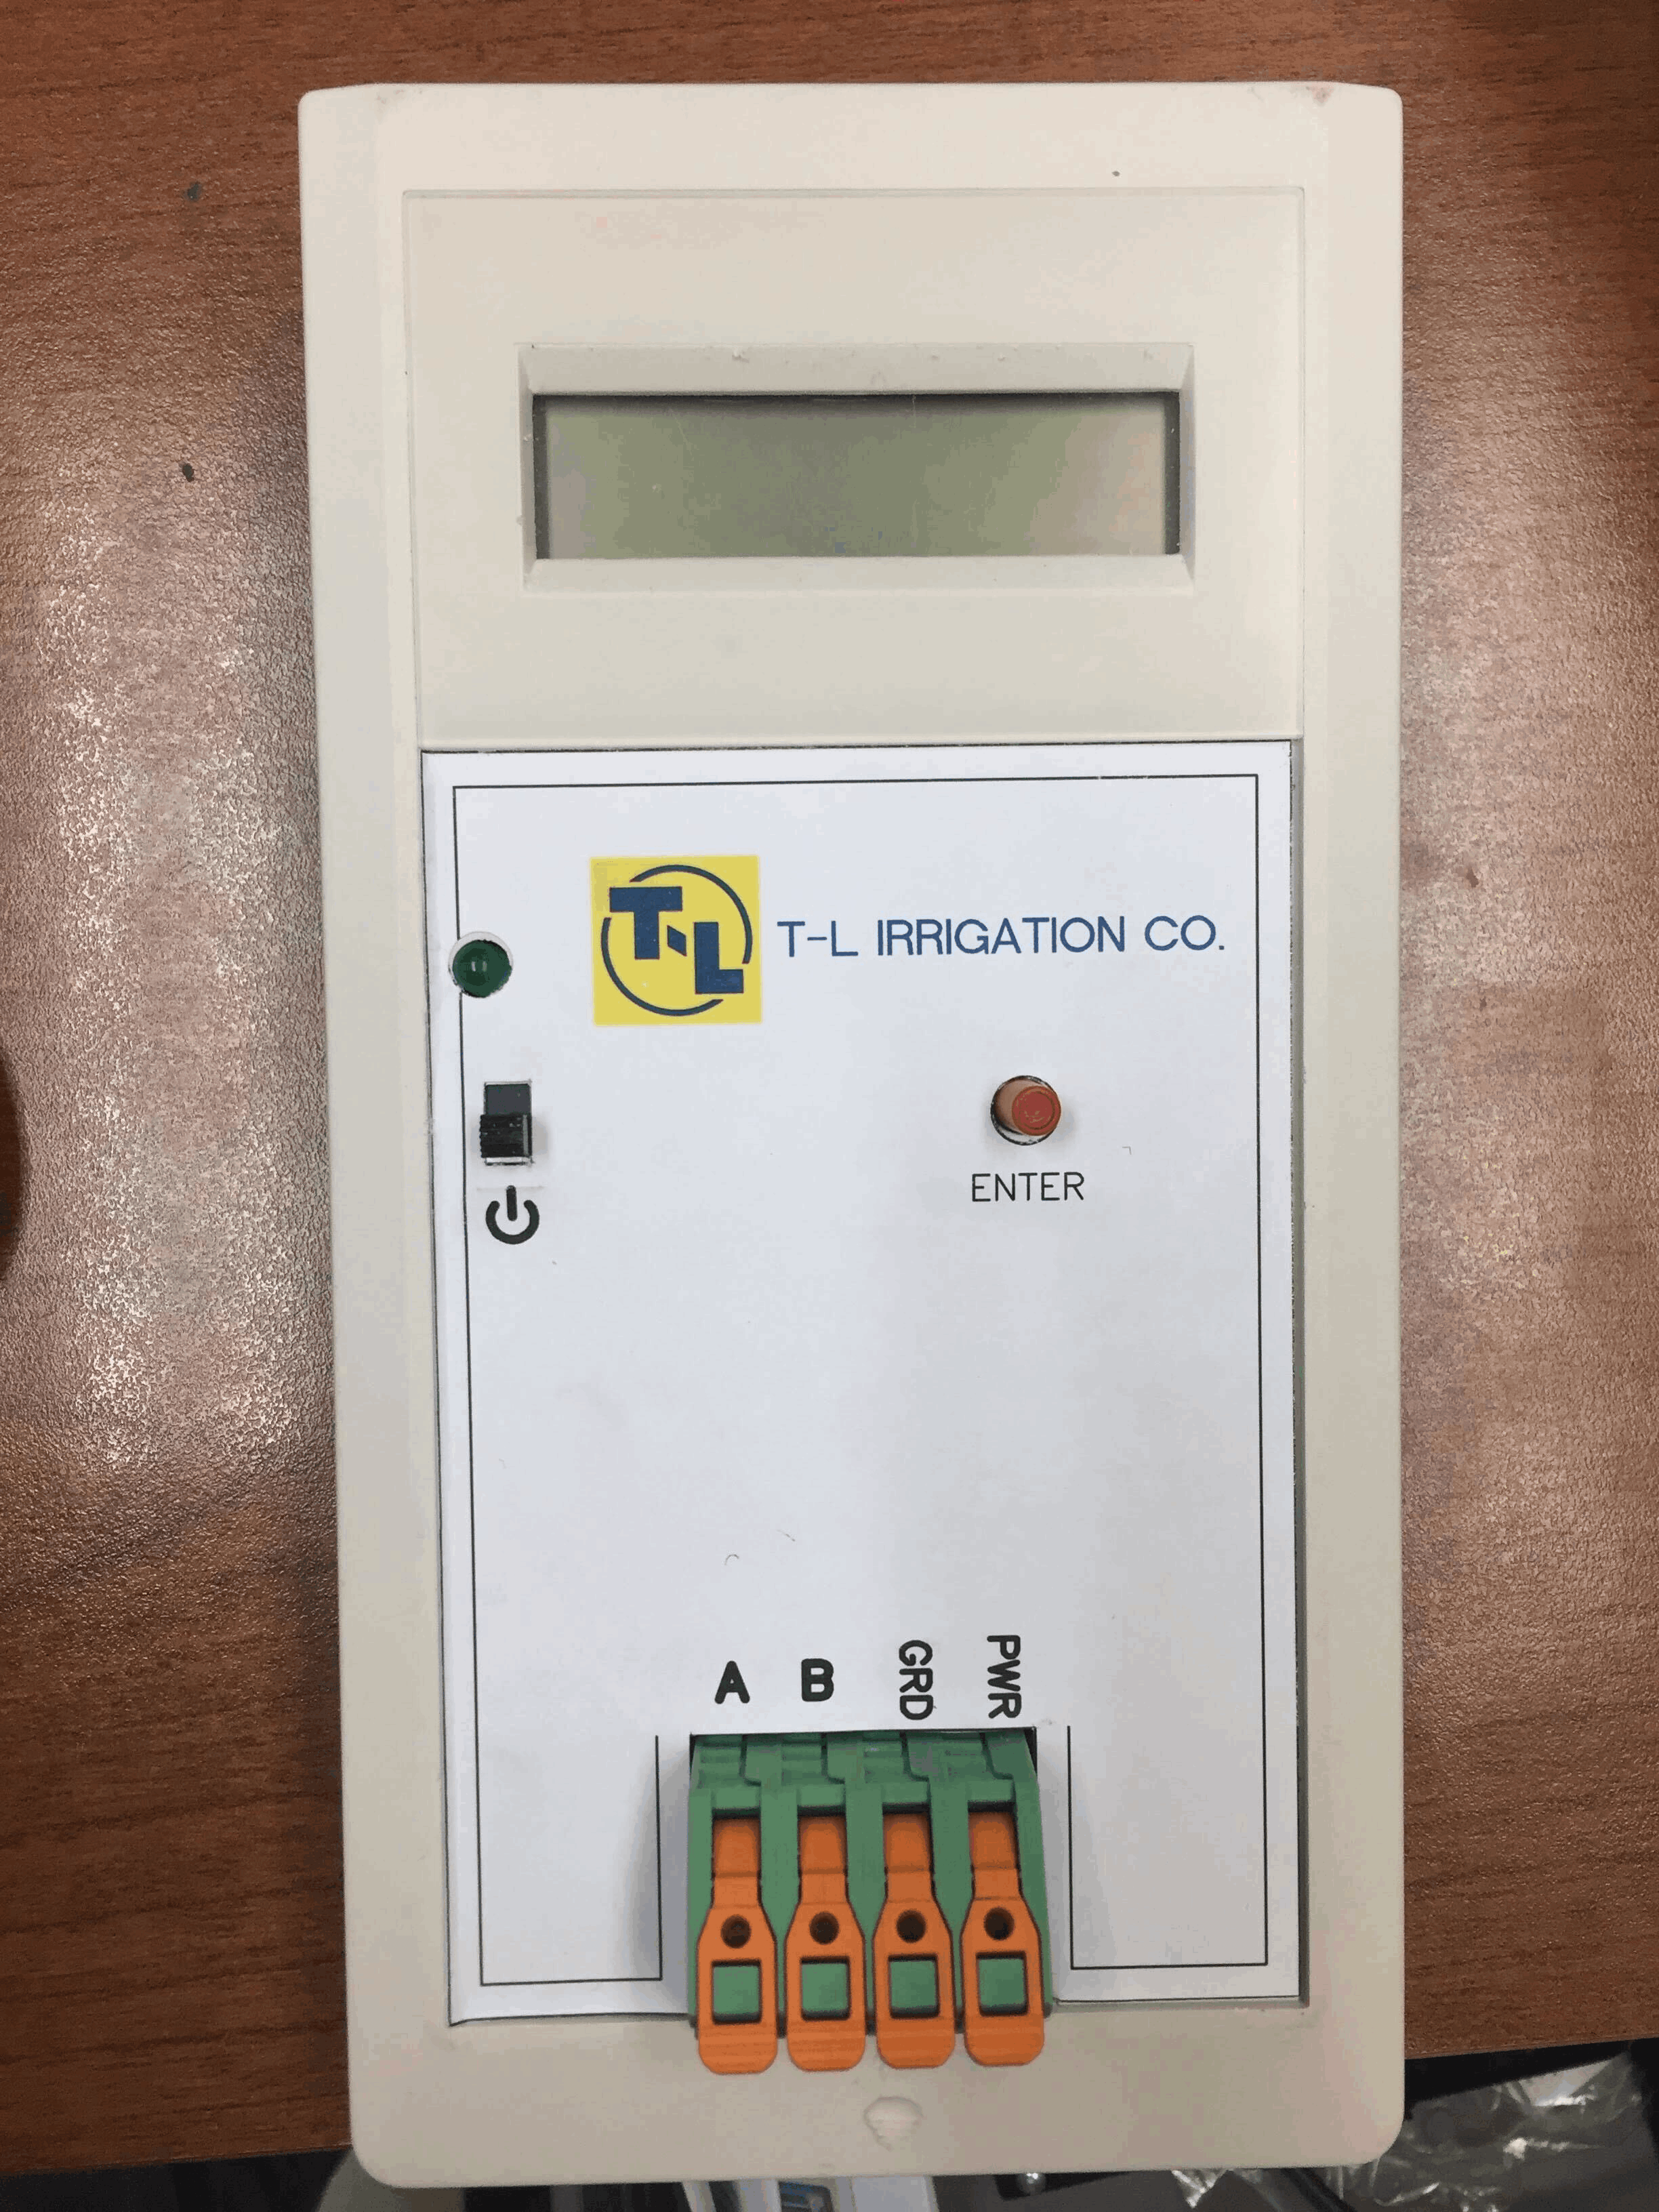 T-L
T-L IRRIGATION CO.
ENTER
A B GRD PWR